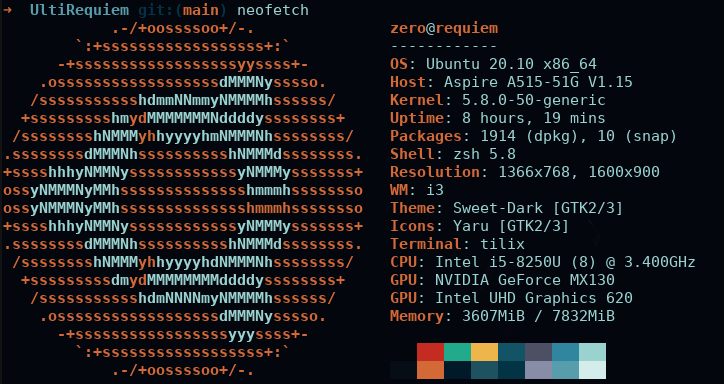 → UltiRequiem git:(main) neofetch
.-/+oossssoo+/-. zero@requiem
`:+ssssssssssssssssss+:` ------------
-+ssssssssssssssssssyyssss+- OS: Ubuntu 20.10 x86_64
.ossssssssssssssssssdMMMNysssso. Host: Aspire A515-51G V1.15
/ssssssssssshdmmNNmmyNMMMMhssssss/ Kernel: 5.8.0-50-generic
+ssssssssshmydMMMMMMMNddddyssssssss+ Uptime: 8 hours, 19 mins
/sssssssshNMMMyhhyyyyhmNMMMNhssssssss/ Packages: 1914 (dpkg), 10 (snap)
.ssssssssdMMMNhsssssssssshNMMMdssssssss. Shell: zsh 5.8
+sssshhhyNMMNyssssssssssssyNMMMysssssss+ Resolution: 1366x768, 1600x900
ossyNMMMNyMMhsssssssssssssshmmmhssssssso WM: i3
ossyNMMMNyMMhsssssssssssssshmmmhssssssso Theme: Sweet-Dark [GTK2/3]
+sssshhhyNMMNyssssssssssssyNMMMysssssss+ Icons: Yaru [GTK2/3]
.ssssssssdMMMNhsssssssssshNMMMdssssssss. Terminal: tilix
/sssssssshNMMMyhhyyyyhdNMMMNhssssssss/ CPU: Intel i5-8250U (8) @ 3.400GHz
+sssssssssdmydMMMMMMMMddddyssssssss+ GPU: NVIDIA GeForce MX130
/ssssssssssshdmNNNNmyNMMMMhssssss/ GPU: Intel UHD Graphics 620
.ossssssssssssssssssdMMMNysssso. Memory: 3607MiB / 7832MiB
-+sssssssssssssssssyyyssss+-
`:+ssssssssssssssssss+:`
.-/+oossssoo+/-.